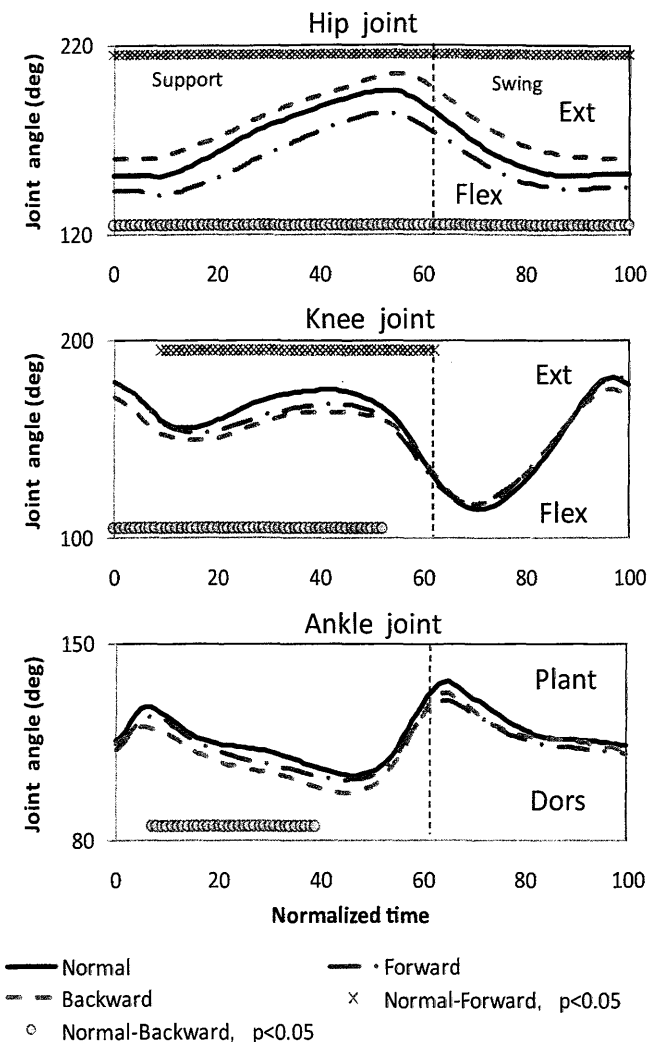 Hip joint
220
Support
Swing
Ext
Flex
Joint angle (deg)
120
0 20 40 60 80 100
Knee joint
200
Ext
Joint angle (deg)
Flex
100
0 20 40 60 80 100
Ankle joint
150
Plant
Joint angle (deg)
Dors
80
0 20 40 60 80 100
Normalized time
Normal Forward
Backward × Normal-Forward, p<0.05
o Normal-Backward, p<0.05